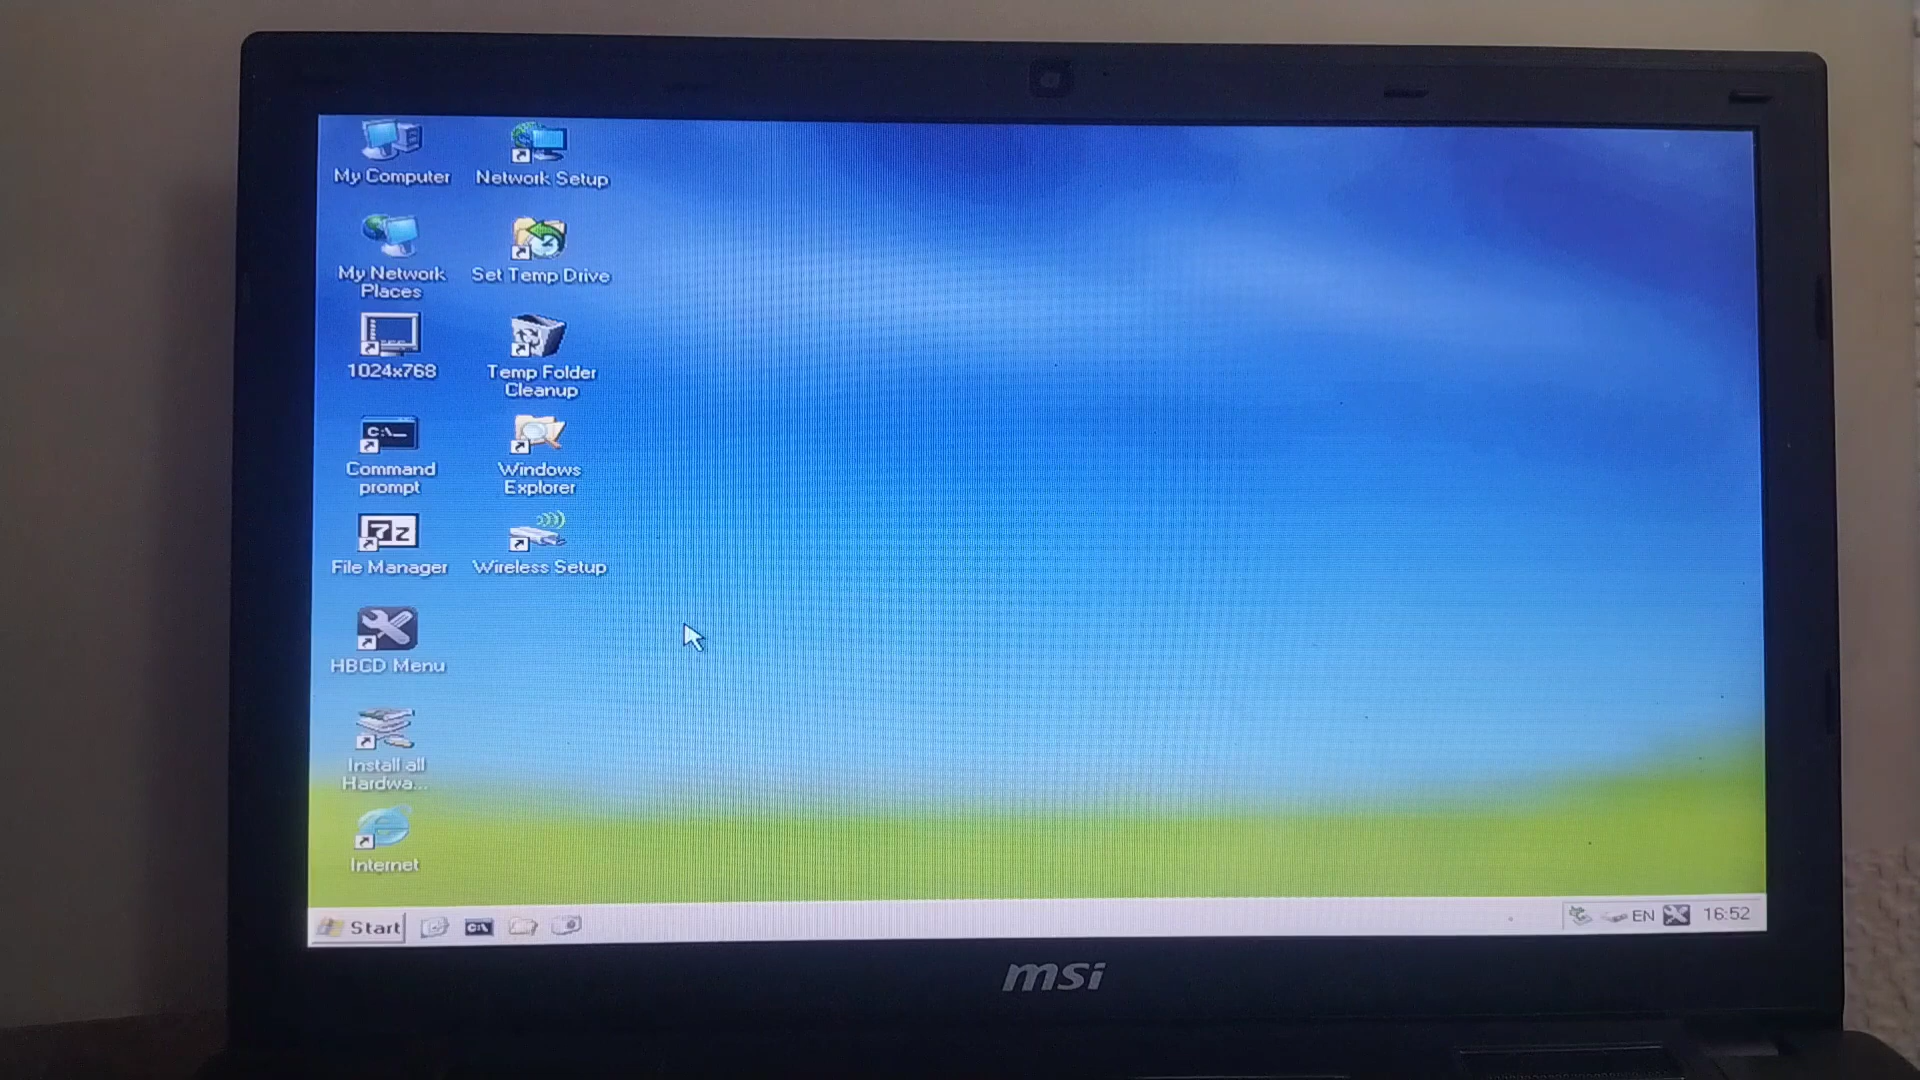 My Computer
Network Setup
My Network
Places
Set Temp Drive
1024x768
Temp Folder
Cleanup
C:\_
Command
prompt
Windows
Explorer
7z
File Manager
Wireless Setup
HBCD Menu
Install all
Hardwa...
Internet
Start
C:\
EN
16:52
msi